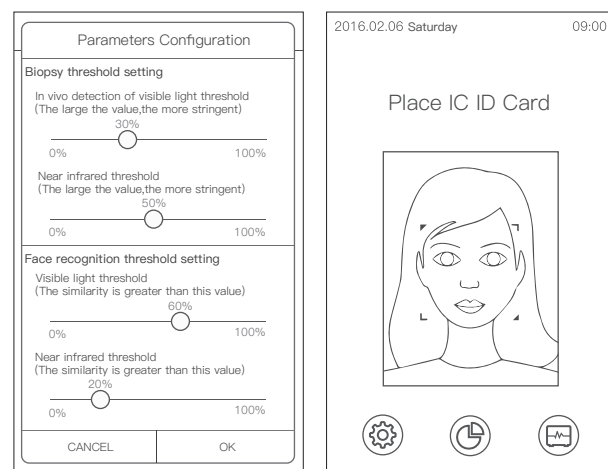 Parameters Configuration
Biopsy threshold setting
In vivo detection of visible light threshold
(The large the value,the more stringent)
30%
0% 100%
Near infrared threshold
(The large the value,the more stringent)
50%
0% 100%
Face recognition threshold setting
Visible light threshold
(The similarity is greater than this value)
60%
0% 100%
Near infrared threshold
(The similarity is greater than this value)
20%
0% 100%
CANCEL OK
2016.02.06 Saturday 09:00
Place IC ID Card